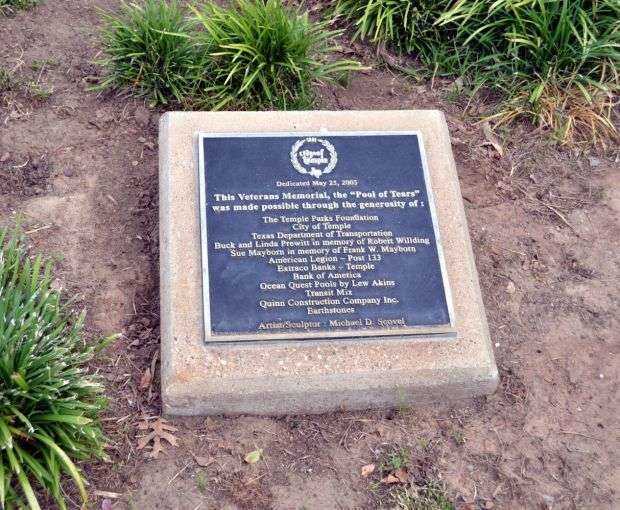 City of
Temple
Dedicated May 25, 2005
This Veterans Memorial, the "Pool of Tears"
was made possible through the generosity of :
The Temple Parks Foundation
City of Temple
Texas Department of Transportation
Buck and Linda Prewitt in memory of Robert Willding
Sue Mayborn in memory of Frank W. Mayborn
American Legion - Post 133
Extraco Banks - Temple
Bank of America
Ocean Quest Pools by Lew Akins
Transit Mix
Quinn Construction Company Inc.
Earthstones
Artist/Sculptor : Michael D. Scovel